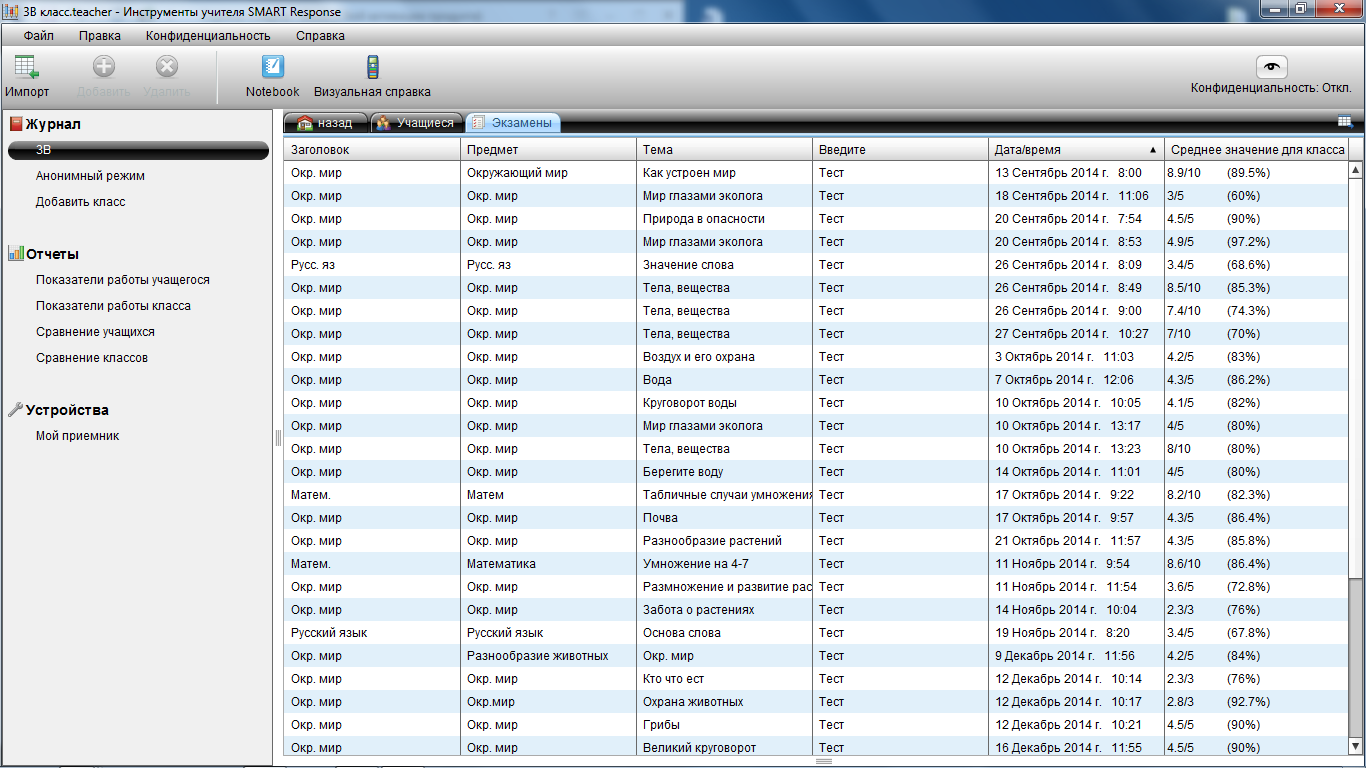 3В класс.teacher - Инструменты учителя SMART Response
Файл Правка Конфиденциальность Справка
Импорт Добавить Удалить Notebook Визуальная справка Конфиденциальность: Откл.
Журнал
3В
Анонимный режим
Добавить класс
Отчеты
Показатели работы учащегося
Показатели работы класса
Сравнение учащихся
Сравнение классов
Устройства
Мой приемник
назад Учащиеся Экзамены
Заголовок Предмет Тема Введите Дата/время Среднее значение для класса
Окр. мир Окружающий мир Как устроен мир Тест 13 Сентябрь 2014 г. 8:00 8.9/10 (89.5%)
Окр. мир Окр. мир Мир глазами эколога Тест 18 Сентябрь 2014 г. 11:06 3/5 (60%)
Окр. мир Окр. мир Природа в опасности Тест 20 Сентябрь 2014 г. 7:54 4.5/5 (90%)
Окр. мир Окр. мир Мир глазами эколога Тест 20 Сентябрь 2014 г. 8:53 4.9/5 (97.2%)
Русс. яз Русс. яз Значение слова Тест 26 Сентябрь 2014 г. 8:09 3.4/5 (68.6%)
Окр. мир Окр. мир Тела, вещества Тест 26 Сентябрь 2014 г. 8:49 8.5/10 (85.3%)
Окр. мир Окр. мир Тела, вещества Тест 26 Сентябрь 2014 г. 9:00 7.4/10 (74.3%)
Окр. мир Окр. мир Тела, вещества Тест 27 Сентябрь 2014 г. 10:27 7/10 (70%)
Окр. мир Окр. мир Воздух и его охрана Тест 3 Октябрь 2014 г. 11:03 4.2/5 (83%)
Окр. мир Окр. мир Вода Тест 7 Октябрь 2014 г. 12:06 4.3/5 (86.2%)
Окр. мир Окр. мир Круговорот воды Тест 10 Октябрь 2014 г. 10:05 4.1/5 (82%)
Окр. мир Окр. мир Мир глазами эколога Тест 10 Октябрь 2014 г. 13:17 4/5 (80%)
Окр. мир Окр. мир Тела, вещества Тест 10 Октябрь 2014 г. 13:23 8/10 (80%)
Окр. мир Окр. мир Берегите воду Тест 14 Октябрь 2014 г. 11:01 4/5 (80%)
Матем. Матем Табличные случаи умножения Тест 17 Октябрь 2014 г. 9:22 8.2/10 (82.3%)
Окр. мир Окр. мир Почва Тест 17 Октябрь 2014 г. 9:57 4.3/5 (86.4%)
Окр. мир Окр. мир Разнообразие растений Тест 21 Октябрь 2014 г. 11:57 4.3/5 (85.8%)
Матем. Математика Умножение на 4-7 Тест 11 Ноябрь 2014 г. 9:54 8.6/10 (86.4%)
Окр. мир Окр. мир Размножение и развитие рас Тест 11 Ноябрь 2014 г. 11:54 3.6/5 (72.8%)
Окр. мир Окр. мир Забота о растениях Тест 14 Ноябрь 2014 г. 10:04 2.3/3 (76%)
Русский язык Русский язык Основа слова Тест 19 Ноябрь 2014 г. 8:20 3.4/5 (67.8%)
Окр. мир Разнообразие животных Окр. мир Тест 9 Декабрь 2014 г. 11:56 4.2/5 (84%)
Окр. мир Окр. мир Кто что ест Тест 12 Декабрь 2014 г. 10:14 2.3/3 (76%)
Окр. мир Окр.мир Охрана животных Тест 12 Декабрь 2014 г. 10:17 2.8/3 (92.7%)
Окр. мир Окр. мир Грибы Тест 12 Декабрь 2014 г. 10:21 4.5/5 (90%)
Окр. мир Окр. мир Великий круговорот Тест 16 Декабрь 2014 г. 11:55 4.5/5 (90%)